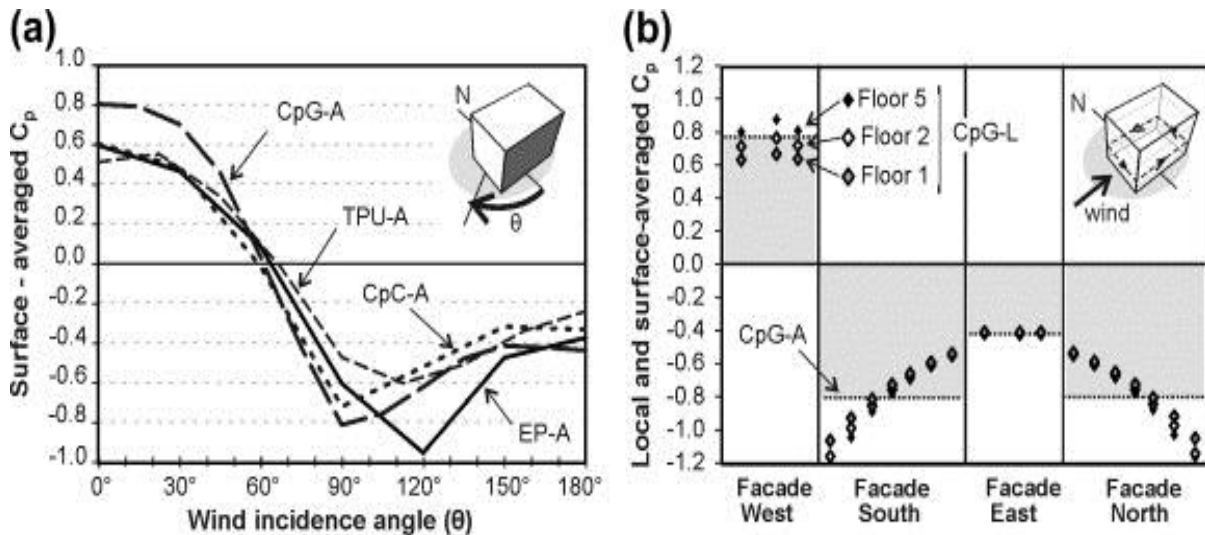 (a)
Surface - averaged Cp
1.0
0.8
0.6
0.4
0.2
0.0
-0.2
-0.4
-0.6
-0.8
-1.0
CpG-A
N
θ
TPU-A
CpC-A
EP-A
0° 30° 60° 90° 120° 150° 180°
Wind incidence angle (θ)
(b)
Local and surface-averaged Cp
1.2
1.0
0.8
0.6
0.4
0.2
0.0
-0.2
-0.4
-0.6
-0.8
-1.0
-1.2
Floor 5
Floor 2
Floor 1
CpG-L
N
wind
CpG-A
Facade West
Facade South
Facade East
Facade North